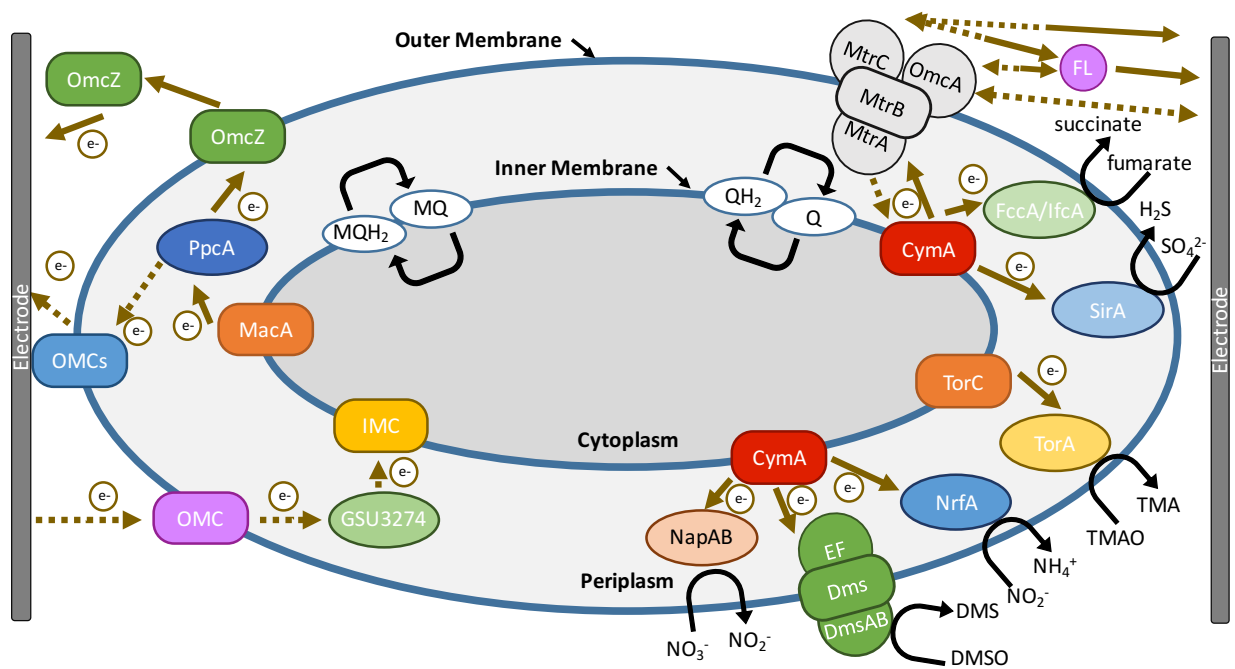 Outer Membrane
MtrC
OmcA
MtrB
MtrA
FL
OmcZ
e-
OmcZ
succinate
fumarate
Inner Membrane
e-
e-
e-
MQ
MQH₂
QH₂
Q
FccA/IfcA
H₂S
SO₄²⁻
PpcA
CymA
e-
e-
SirA
Electrode
Electrode
e-
e-
MacA
OMCs
TorC
e-
IMC
Cytoplasm
CymA
TorA
e-
e-
e-
e-
e-
e-
TMA
OMC
GSU3274
NapAB
NrfA
TMAO
EF
NH₄⁺
Periplasm
Dms
NO₂⁻
DmsAB
DMS
NO₃⁻
NO₂⁻
DMSO